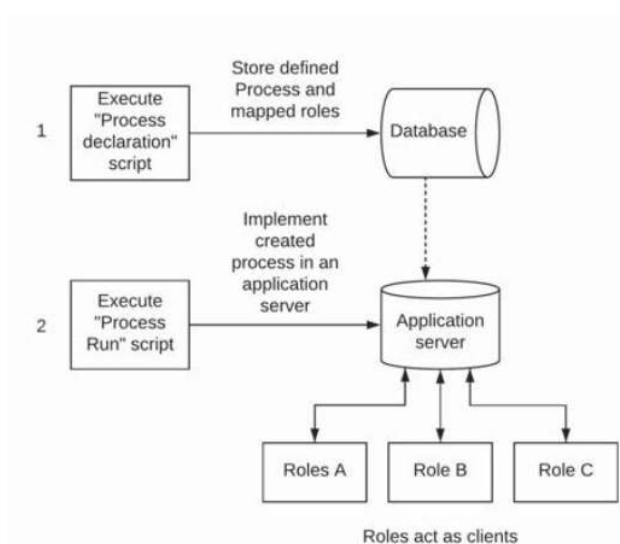 Store defined
Process and
mapped roles
1
Execute
"Process
declaration"
script
Database
Implement
created
process in an
application
server
2
Execute
"Process
Run" script
Application
server
Roles A
Role B
Role C
Roles act as clients